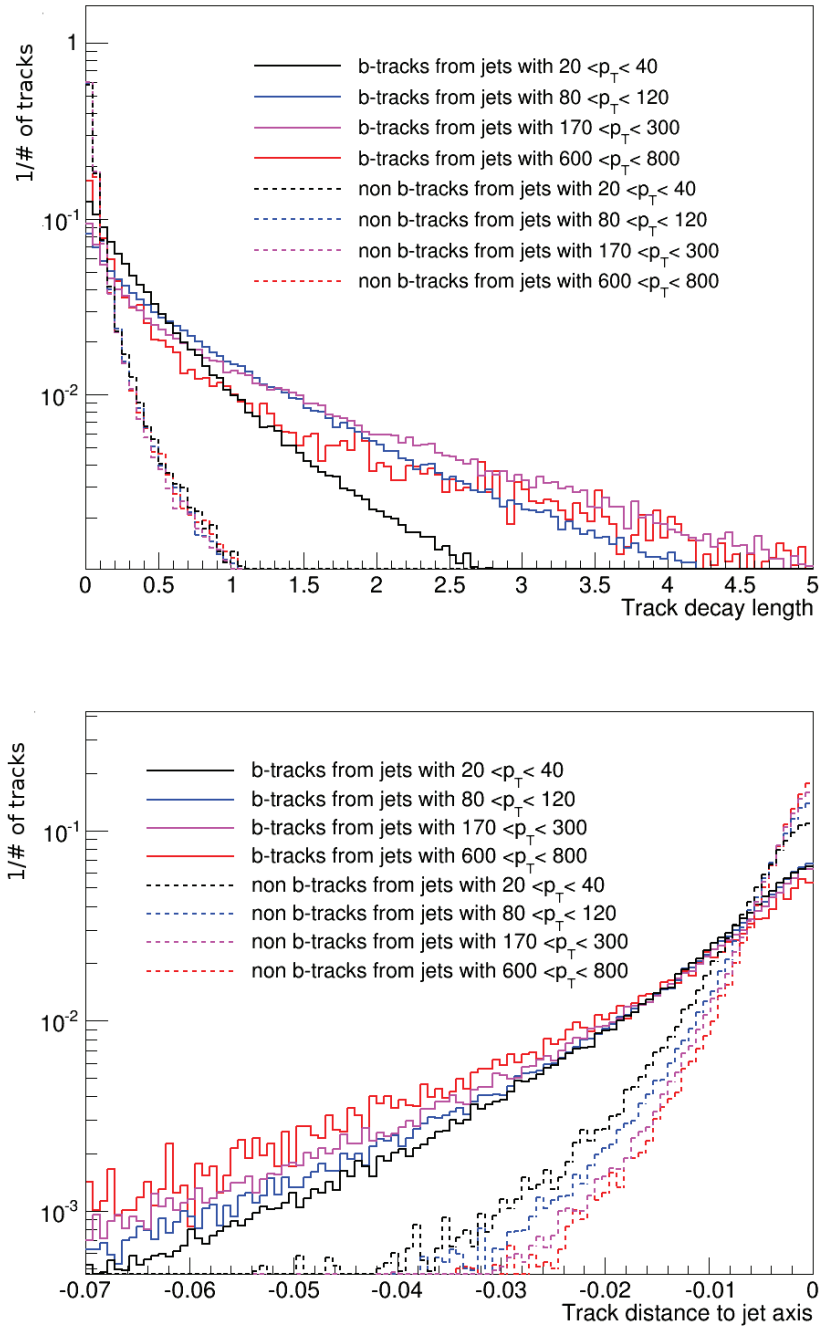 1/# of tracks
1
10^-1
10^-2
b-tracks from jets with 20 <p_T< 40
b-tracks from jets with 80 <p_T< 120
b-tracks from jets with 170 <p_T< 300
b-tracks from jets with 600 <p_T< 800
non b-tracks from jets with 20 <p_T< 40
non b-tracks from jets with 80 <p_T< 120
non b-tracks from jets with 170 <p_T< 300
non b-tracks from jets with 600 <p_T< 800
0 0.5 1 1.5 2 2.5 3 3.5 4 4.5 5
Track decay length
1/# of tracks
10^-1
10^-2
10^-3
b-tracks from jets with 20 <p_T< 40
b-tracks from jets with 80 <p_T< 120
b-tracks from jets with 170 <p_T< 300
b-tracks from jets with 600 <p_T< 800
non b-tracks from jets with 20 <p_T< 40
non b-tracks from jets with 80 <p_T< 120
non b-tracks from jets with 170 <p_T< 300
non b-tracks from jets with 600 <p_T< 800
-0.07 -0.06 -0.05 -0.04 -0.03 -0.02 -0.01 0
Track distance to jet axis